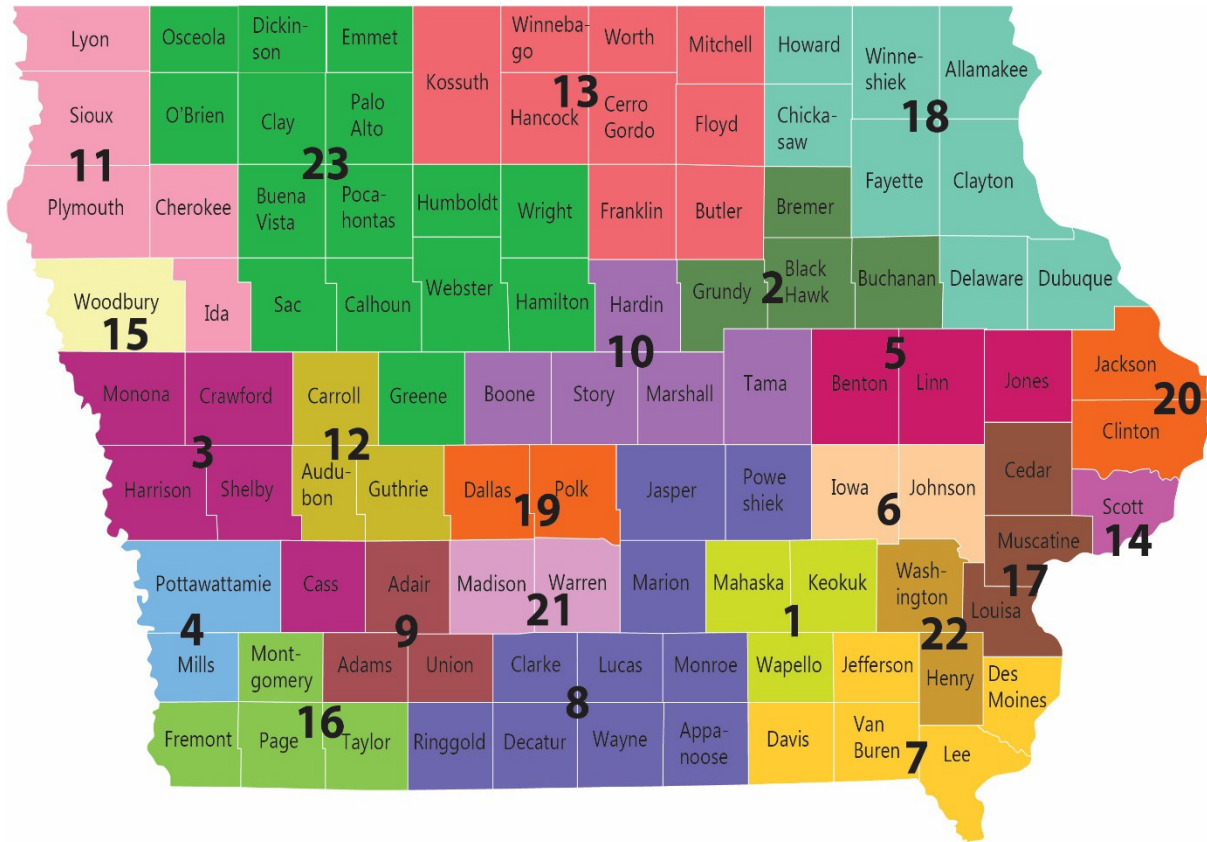 Lyon
Osceola
Dickin-
son
Emmet
Kossuth
Winneba-
go
Worth
Mitchell
Howard
Winne-
shiek
Allamakee
Sioux
O'Brien
Clay
Palo
Alto
Hancock
Cerro
Gordo
Floyd
Chicka-
saw
11
23
13
18
Plymouth
Cherokee
Buena
Vista
Poca-
hontas
Humboldt
Wright
Franklin
Butler
Bremer
Fayette
Clayton
Woodbury
Ida
Sac
Calhoun
Webster
Hamilton
Hardin
Grundy
Black
Hawk
Buchanan
Delaware
Dubuque
15
10
2
5
Monona
Crawford
Carroll
Greene
Boone
Story
Marshall
Tama
Benton
Linn
Jones
Jackson
20
Clinton
3
12
Harrison
Shelby
Audu-
bon
Guthrie
Dallas
Polk
Jasper
Powe
shiek
Iowa
Johnson
Cedar
Scott
19
6
14
Muscatine
Pottawattamie
Cass
Adair
Madison
Warren
Marion
Mahaska
Keokuk
Wash-
ington
Louisa
17
4
9
21
1
22
Mills
Mont-
gomery
Adams
Union
Clarke
Lucas
Monroe
Wapello
Jefferson
Henry
Des
Moines
16
8
7
Fremont
Page
Taylor
Ringgold
Decatur
Wayne
Appa-
noose
Davis
Van
Buren
Lee